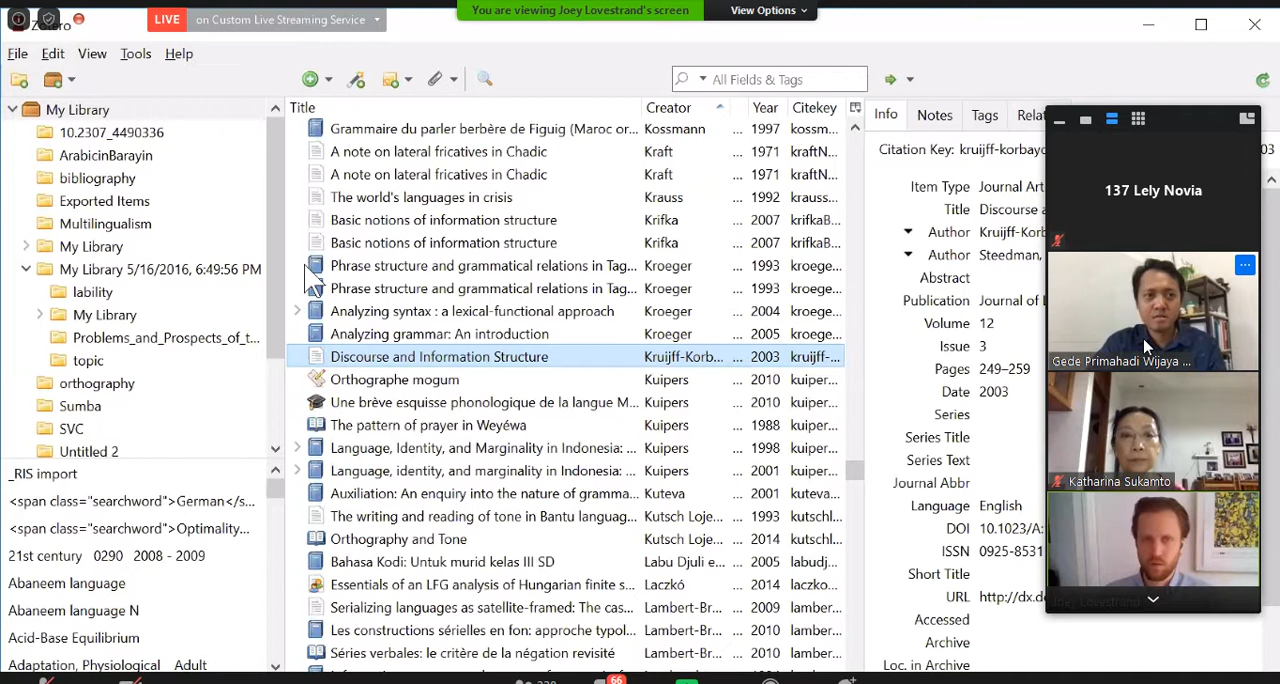 You are viewing Joey Lovestrand's screen
View Options
LIVE on Custom Live Streaming Service
Zotero
File Edit View Tools Help
All Fields & Tags
My Library
10.2307_4490336
ArabicinBarayin
bibliography
Exported Items
Multilingualism
My Library
My Library 5/16/2016, 6:49:56 PM
lability
My Library
Problems_and_Prospects_of_t...
topic
orthography
Sumba
SVC
Untitled 2
_RIS import
<span class="searchword">German</s...
<span class="searchword">Optimality...
21st century 0290 2008 - 2009
Abaneem language
Abaneem language N
Acid-Base Equilibrium
Adaptation, Physiological Adult
Title Creator Year Citekey
Grammaire du parler berbère de Figuig (Maroc or... Kossmann ... 1997 kossm...
A note on lateral fricatives in Chadic Kraft ... 1971 kraftN...
A note on lateral fricatives in Chadic Kraft ... 1971 kraftN...
The world's languages in crisis Krauss ... 1992 krauss...
Basic notions of information structure Krifka ... 2007 krifkaB...
Basic notions of information structure Krifka ... 2007 krifkaB...
Phrase structure and grammatical relations in Tag... Kroeger ... 1993 kroege...
Phrase structure and grammatical relations in Tag... Kroeger ... 1993 kroege...
Analyzing syntax : a lexical-functional approach Kroeger ... 2004 kroege...
Analyzing grammar: An introduction Kroeger ... 2005 kroege...
Discourse and Information Structure Kruijff-Korb... ... 2003 kruijff-...
Orthographe mogum Kuipers ... 2010 kuiper...
Une brève esquisse phonologique de la langue M... Kuipers ... 2010 kuiper...
The pattern of prayer in Weyéwa Kuipers ... 1988 kuiper...
Language, Identity, and Marginality in Indonesia: ... Kuipers ... 1998 kuiper...
Language, identity, and marginality in Indonesia: ... Kuipers ... 2001 kuiper...
Auxiliation: An enquiry into the nature of gramma... Kuteva ... 2001 kuteva...
The writing and reading of tone in Bantu languag... Kutsch Loje... ... 1993 kutschl...
Orthography and Tone Kutsch Loje... ... 2014 kutschl...
Bahasa Kodi: Untuk murid kelas III SD Labu Djuli e... ... 2005 labudj...
Essentials of an LFG analysis of Hungarian finite s... Laczkó ... 2014 laczko...
Serializing languages as satellite-framed: The cas... Lambert-Br... ... 2009 lamber...
Les constructions sérielles en fon: approche typol... Lambert-Br... ... 2010 lamber...
Séries verbales: le critère de la négation revisité Lambert-Br... ... 2010 lamber...
Info Notes Tags Relat
Citation Key: kruijff-korbayo
03
Item Type Journal Art
Title Discourse
Author Kruijff-Korb
Author Steedman,
Abstract
Publication Journal of L
Volume 12
Issue 3
Pages 249–259
Date 2003
Series
Series Title
Series Text
Journal Abbr
Language English
DOI 10.1023/A:
ISSN 0925-8531
Short Title
URL http://dx.do
Accessed
Archive
Loc. in Archive
137 Lely Novia
Gede Primahadi Wijaya ...
Katharina Sukamto
Joey Lovestrand
66